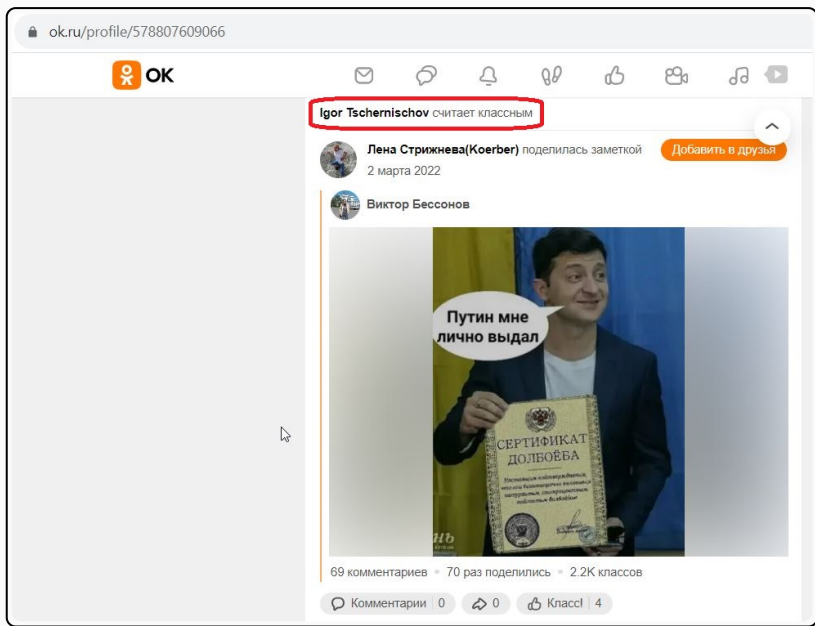 ok.ru/profile/578807609066
ОК
Igor Tschernischov считает классным
Лена Стрижнева(Koerber) поделилась заметкой
Добавить в друзья
2 марта 2022
Виктор Бессонов
Путин мне
лично выдал
СЕРТИФИКАТ
ДОЛБОЁБА
69 комментариев • 70 раз поделились • 2.2К классов
Комментарии 0
0
Класс! 4